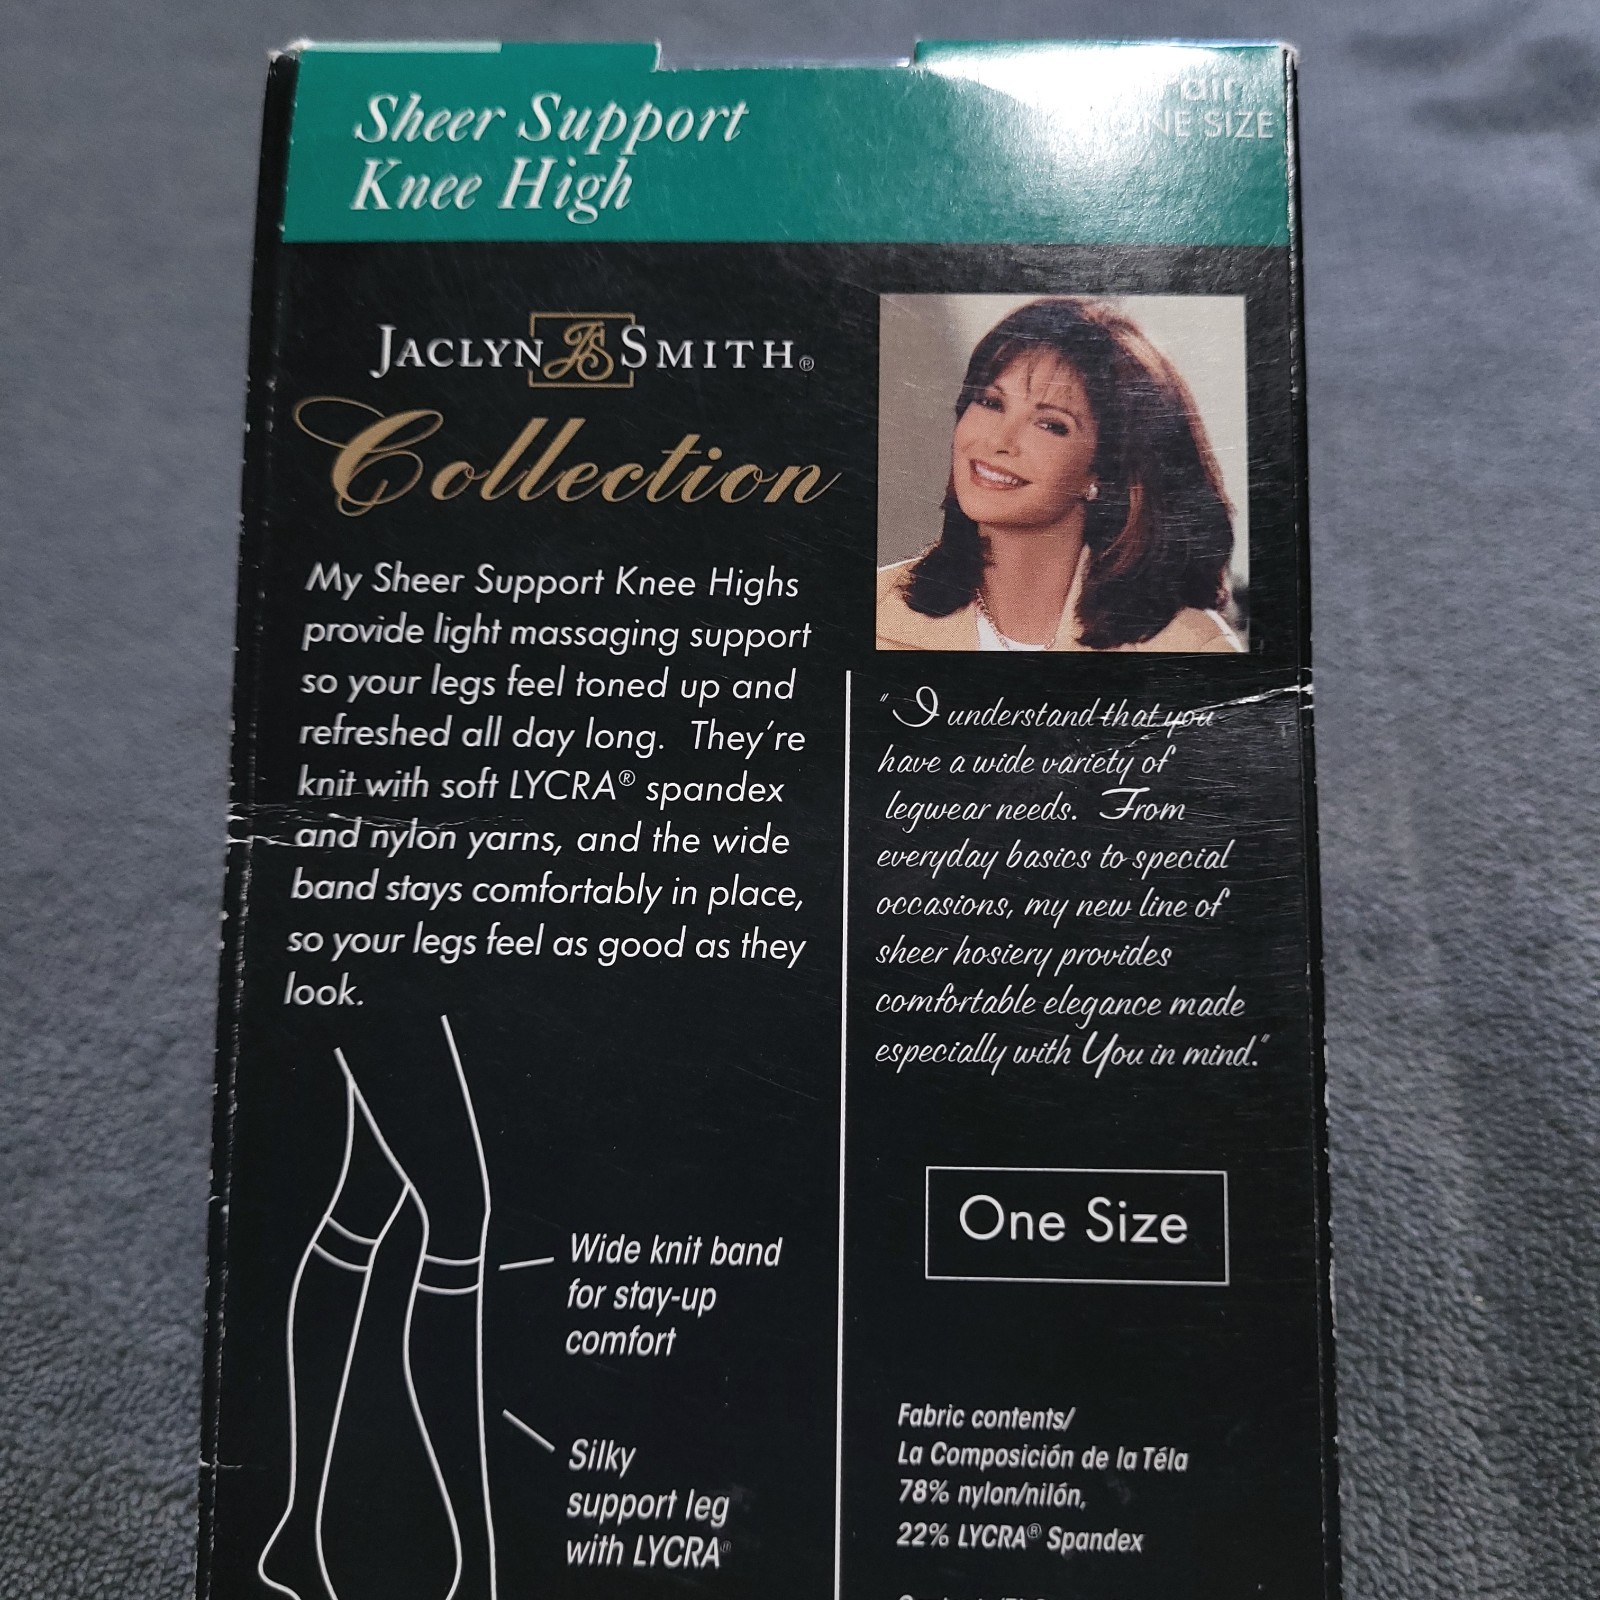 Sheer Support
Knee High
ONE SIZE
JACLYN JS SMITH®
Collection
My Sheer Support Knee Highs
provide light massaging support
so your legs feel toned up and
refreshed all day long. They're
knit with soft LYCRA® spandex
and nylon yarns, and the wide
band stays comfortably in place,
so your legs feel as good as they
look.
Wide knit band
for stay-up
comfort
Silky
support leg
with LYCRA®
"I understand that you
have a wide variety of
legwear needs. From
everyday basics to special
occasions, my new line of
sheer hosiery provides
comfortable elegance made
especially with You in mind."
One Size
Fabric contents/
La Composición de la Téla
78% nylon/nilón,
22% LYCRA® Spandex